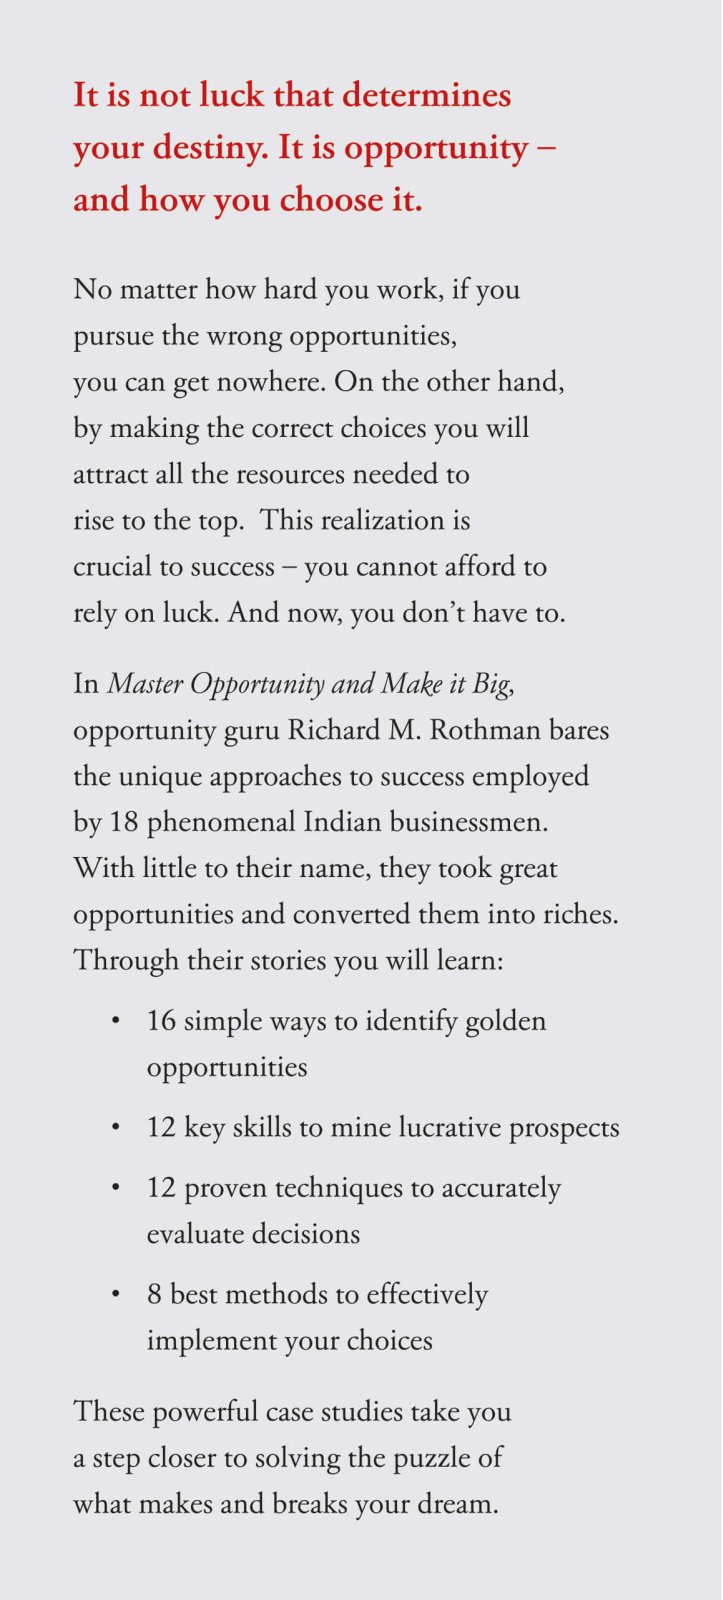 It is not luck that determines
your destiny. It is opportunity –
and how you choose it.
No matter how hard you work, if you
pursue the wrong opportunities,
you can get nowhere. On the other hand,
by making the correct choices you will
attract all the resources needed to
rise to the top.  This realization is
crucial to success – you cannot afford to
rely on luck. And now, you don’t have to.
In Master Opportunity and Make it Big,
opportunity guru Richard M. Rothman bares
the unique approaches to success employed
by 18 phenomenal Indian businessmen.
With little to their name, they took great
opportunities and converted them into riches.
Through their stories you will learn:
• 16 simple ways to identify golden
opportunities
• 12 key skills to mine lucrative prospects
• 12 proven techniques to accurately
evaluate decisions
• 8 best methods to effectively
implement your choices
These powerful case studies take you
a step closer to solving the puzzle of
what makes and breaks your dream.